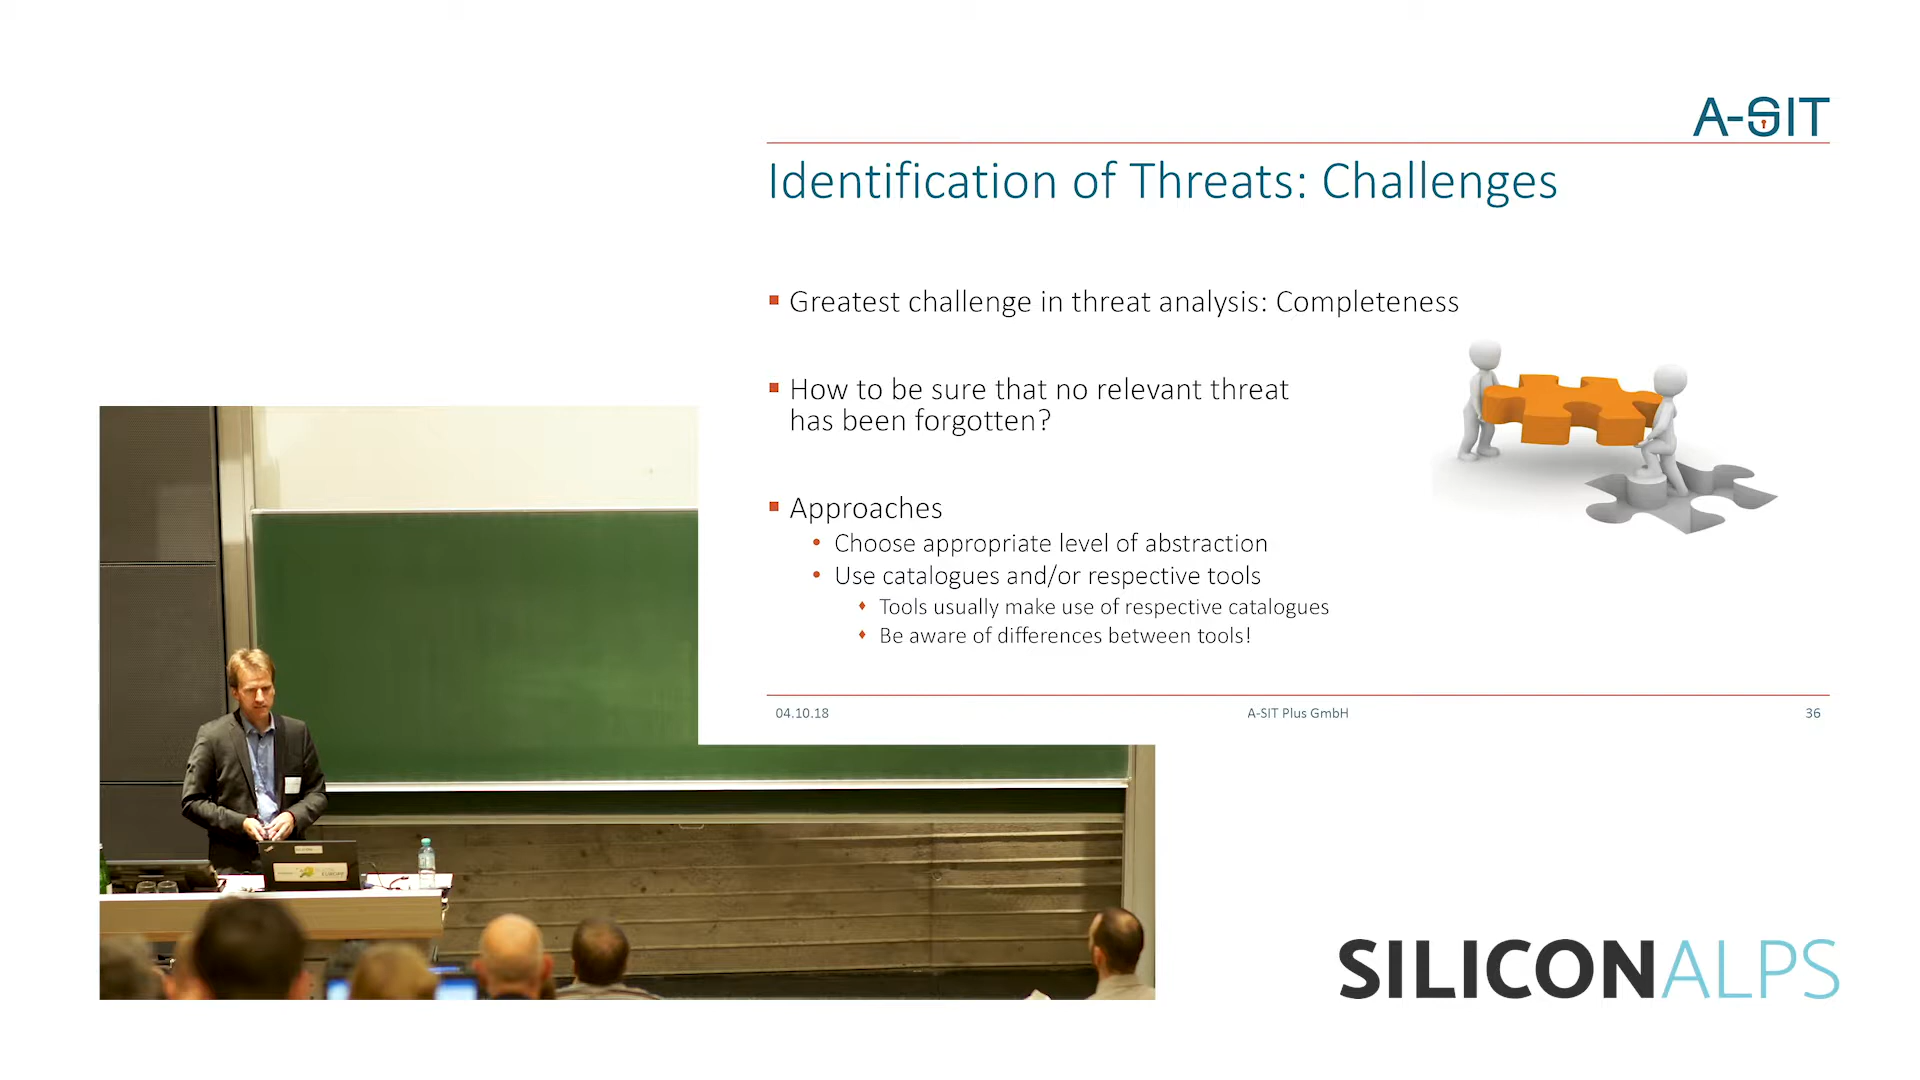 A-SIT
Identification of Threats: Challenges
Greatest challenge in threat analysis: Completeness
How to be sure that no relevant threat
has been forgotten?
Approaches
Choose appropriate level of abstraction
Use catalogues and/or respective tools
Tools usually make use of respective catalogues
Be aware of differences between tools!
04.10.18
A-SIT Plus GmbH
36
SILICONALPS